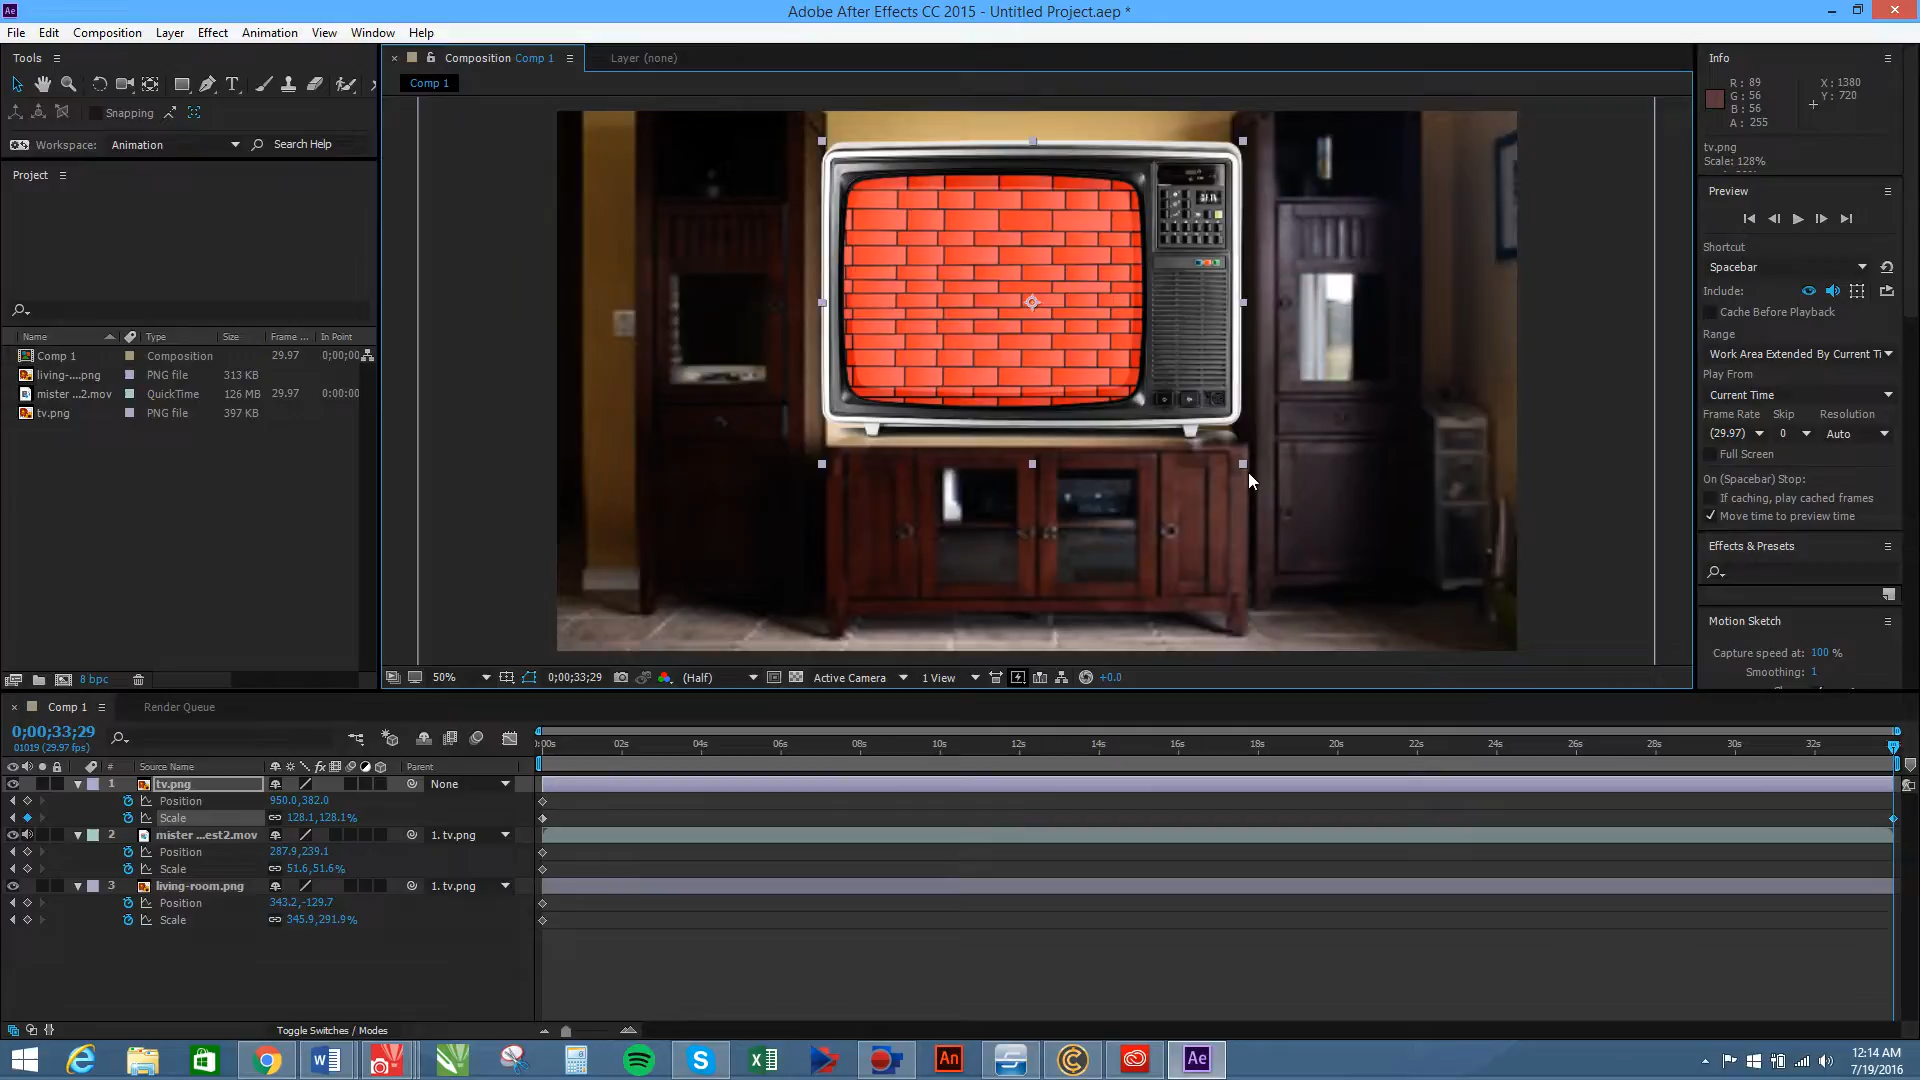 Adobe After Effects CC 2015 - Untitled Project.aep *
File Edit Composition Layer Effect Animation View Window Help
Tools
Snapping
Workspace: Animation Search Help
Project
Name Type Size Frame ... In Point
Comp 1 Composition 29.97 0;00;00
living-....png PNG file 313 KB
mister ...2.mov QuickTime 126 MB 29.97 0:00:00
tv.png PNG file 397 KB
8 bpc
Composition Comp 1
Layer (none)
Comp 1
50% 0;00;33;29 (Half) Active Camera 1 View +0.0
Info
R: 89
G: 56
B: 56
A: 255
X: 1380
Y: 720
tv.png
Scale: 128%
Preview
Shortcut
Spacebar
Include:
Cache Before Playback
Range
Work Area Extended By Current Ti
Play From
Current Time
Frame Rate Skip Resolution
(29.97) 0 Auto
Full Screen
On (Spacebar) Stop:
If caching, play cached frames
Move time to preview time
Effects & Presets
Motion Sketch
Capture speed at: 100 %
Smoothing: 1
Comp 1 Render Queue
0;00;33;29
01019 (29.97 fps)
# Source Name fx Parent
:00s 02s 04s 06s 08s 10s 12s 14s 16s 18s 20s 22s 24s 26s 28s 30s 32s
1 tv.png None
Position 950.0,382.0
Scale 128.1,128.1%
2 mister ...est2.mov 1. tv.png
Position 287.9,239.1
Scale 51.6,51.6%
3 living-room.png 1. tv.png
Position 343.2,-129.7
Scale 345.9,291.9%
Toggle Switches / Modes
An
Ae
12:14 AM
7/19/2016